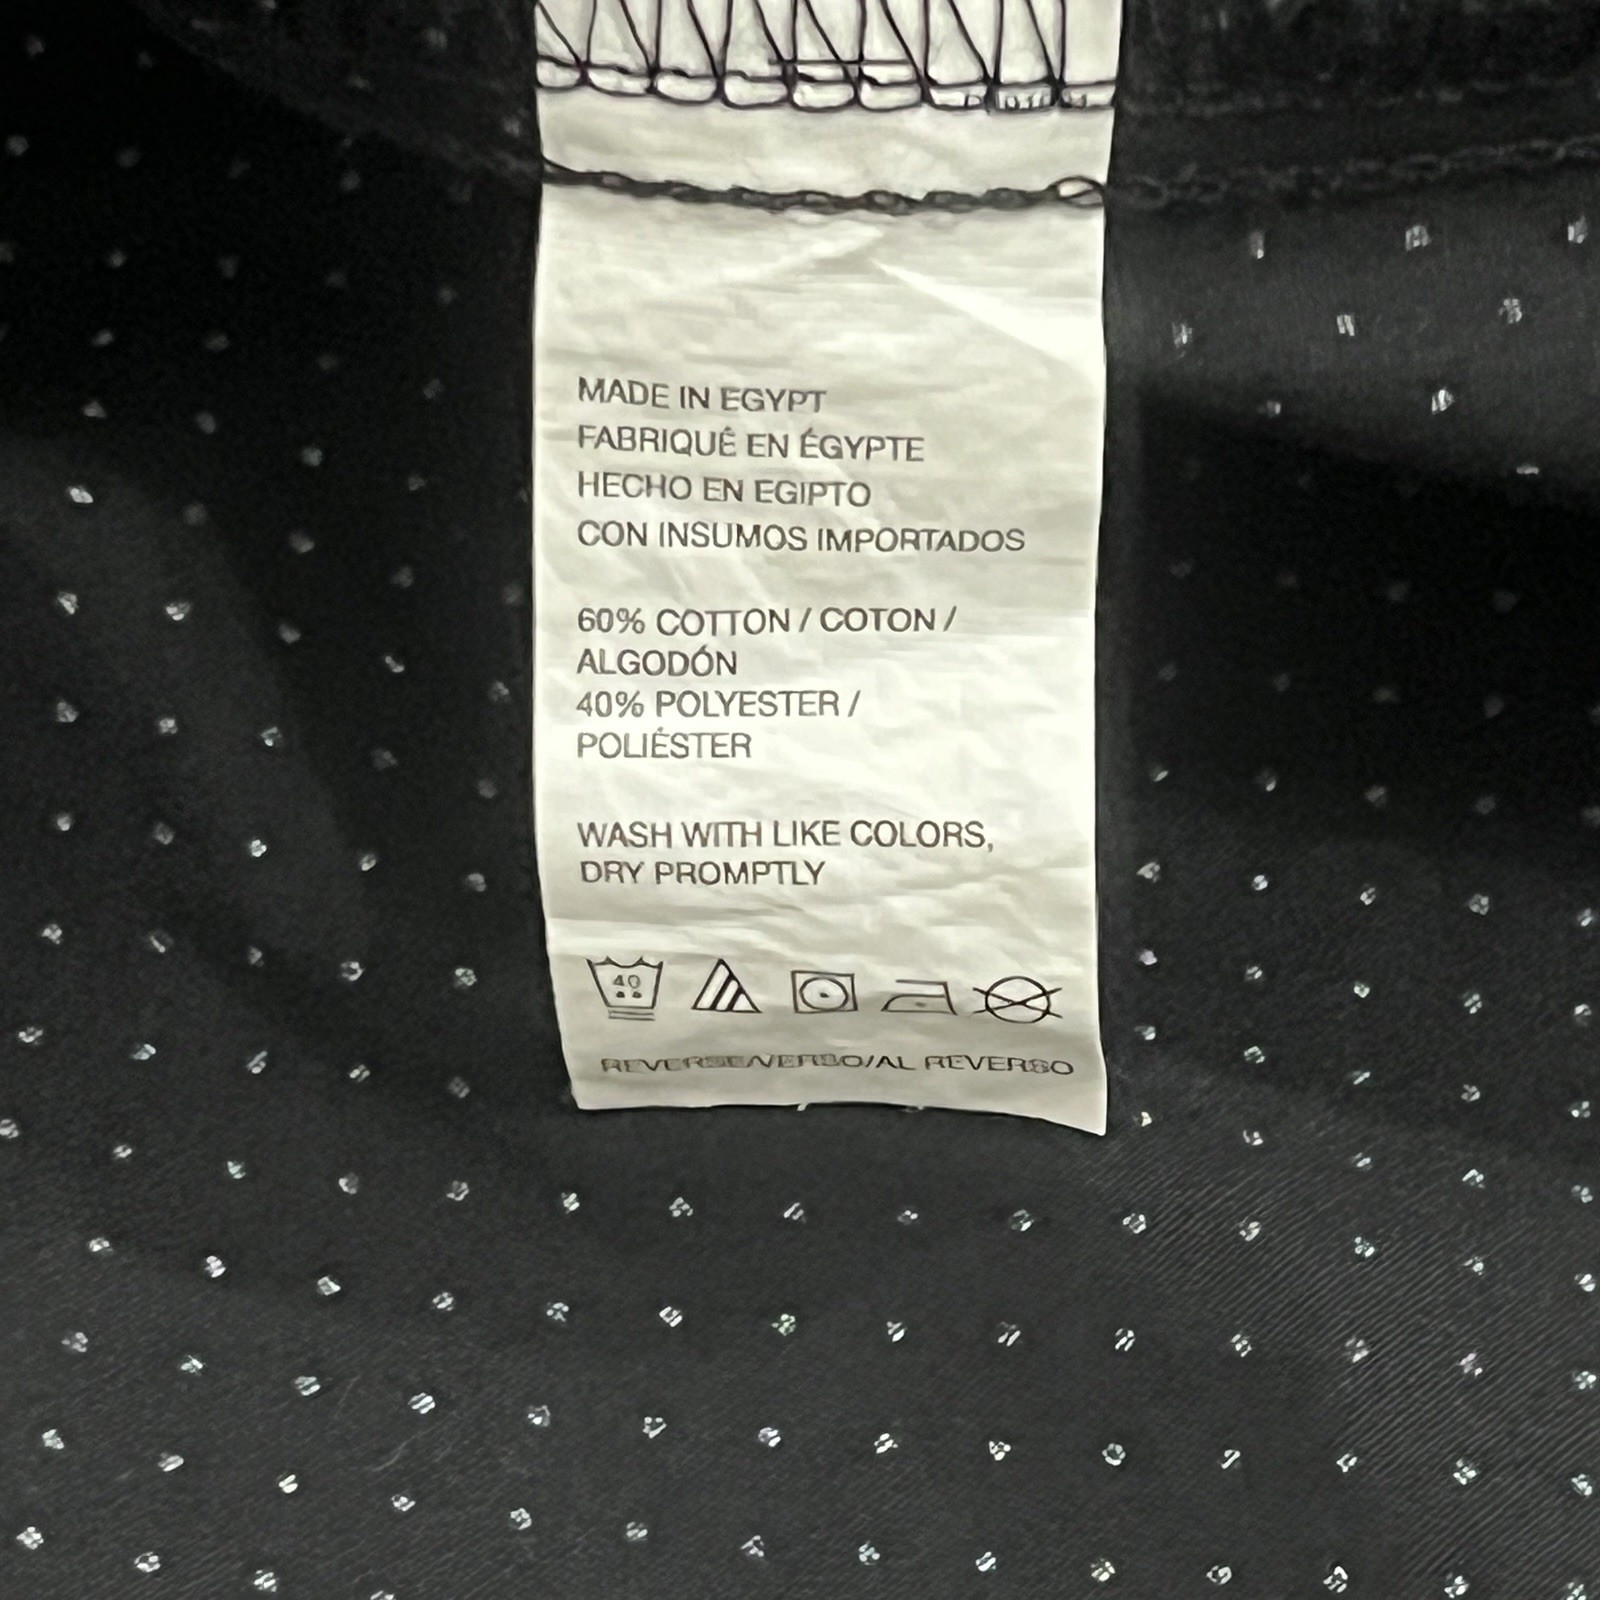 MADE IN EGYPT
FABRIQUÉ EN ÉGYPTE
HECHO EN EGIPTO
CON INSUMOS IMPORTADOS
60% COTTON / COTON /
ALGODÓN
40% POLYESTER /
POLIÉSTER
WASH WITH LIKE COLORS,
DRY PROMPTLY
40
REVERSE/VERSO/AL REVERSO